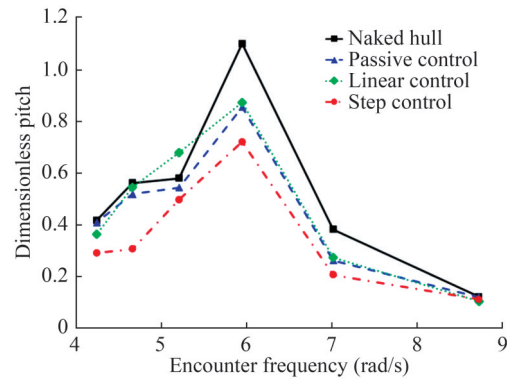 1.2
1.0
0.8
0.6
0.4
0.2
0
Dimensionless pitch
Naked hull
Passive control
Linear control
Step control
4 5 6 7 8 9
Encounter frequency (rad/s)